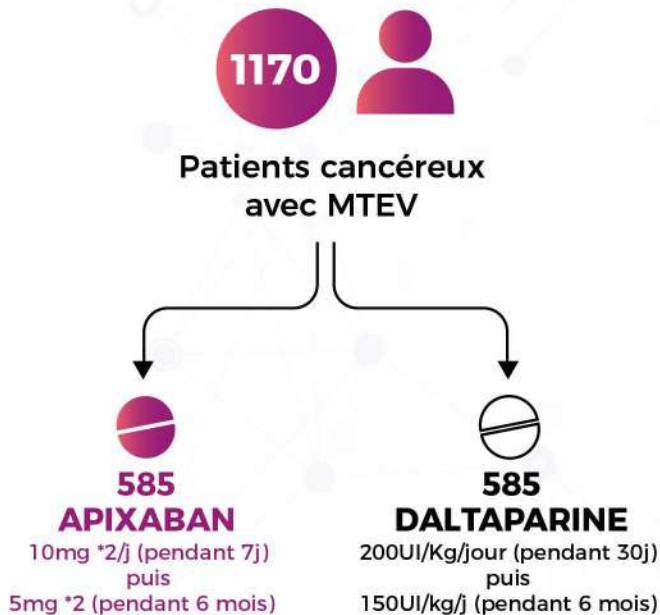 1170
Patients cancéreux
avec MTEV
585
APIXABAN
10mg *2/j (pendant 7j)
puis
5mg *2 (pendant 6 mois)
585
DALTAPARINE
200UI/Kg/jour (pendant 30j)
puis
150UI/kg/j (pendant 6 mois)